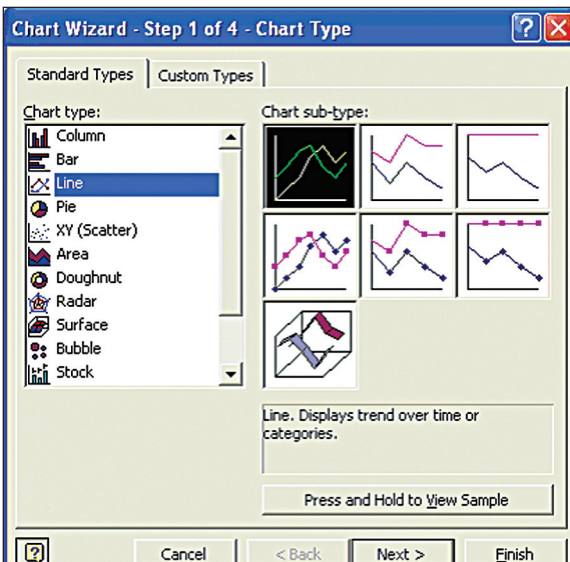 Chart Wizard - Step 1 of 4 - Chart Type
Standard Types
Custom Types
Chart type:
Column
Bar
Line
Pie
XY (Scatter)
Area
Doughnut
Radar
Surface
Bubble
Stock
Chart sub-type:
Line. Displays trend over time or
categories.
Press and Hold to View Sample
Cancel
< Back
Next >
Finish